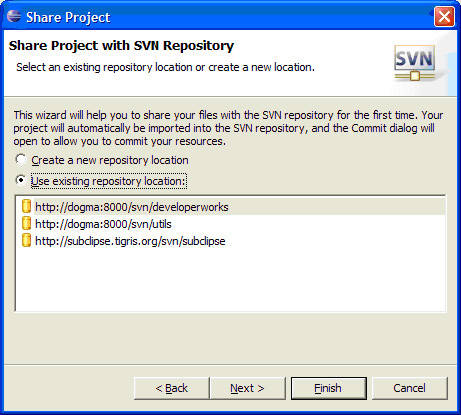 Share Project
Share Project with SVN Repository
Select an existing repository location or create a new location.
SVN
This wizard will help you to share your files with the SVN repository for the first time. Your
project will automatically be imported into the SVN repository, and the Commit dialog will
open to allow you to commit your resources.
Create a new repository location
Use existing repository location:
http://dogma:8000/svn/developerworks
http://dogma:8000/svn/utils
http://subclipse.tigris.org/svn/subclipse
< Back
Next >
Finish
Cancel